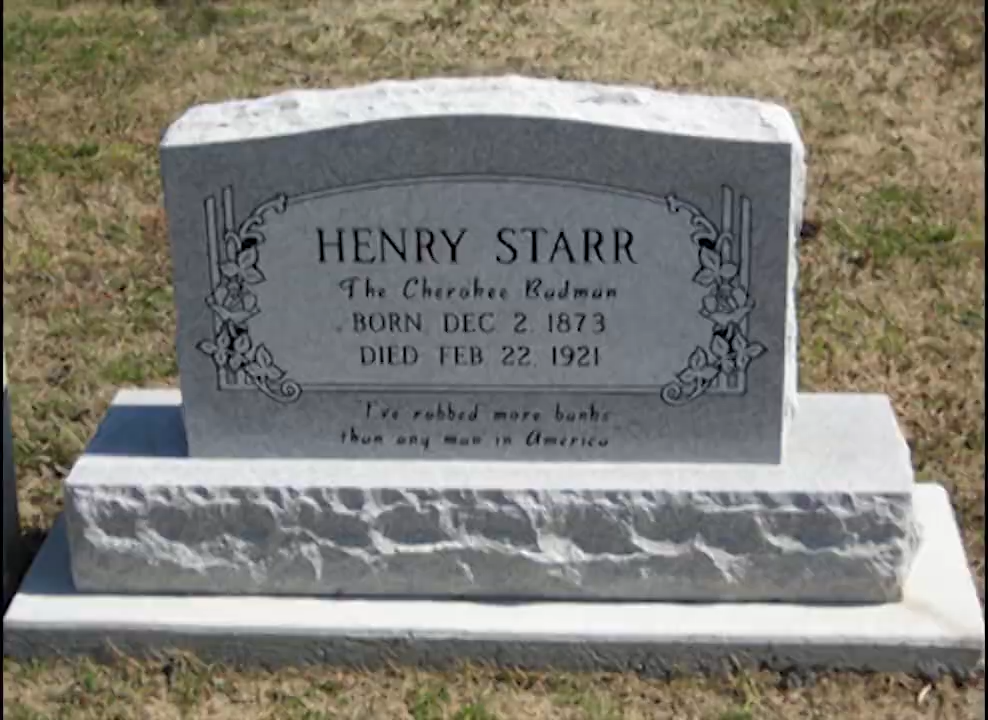 HENRY STARR
The Cherokee Badman
BORN DEC. 2, 1873
DIED FEB. 22, 1921
"I've robbed more banks
than any man in America"